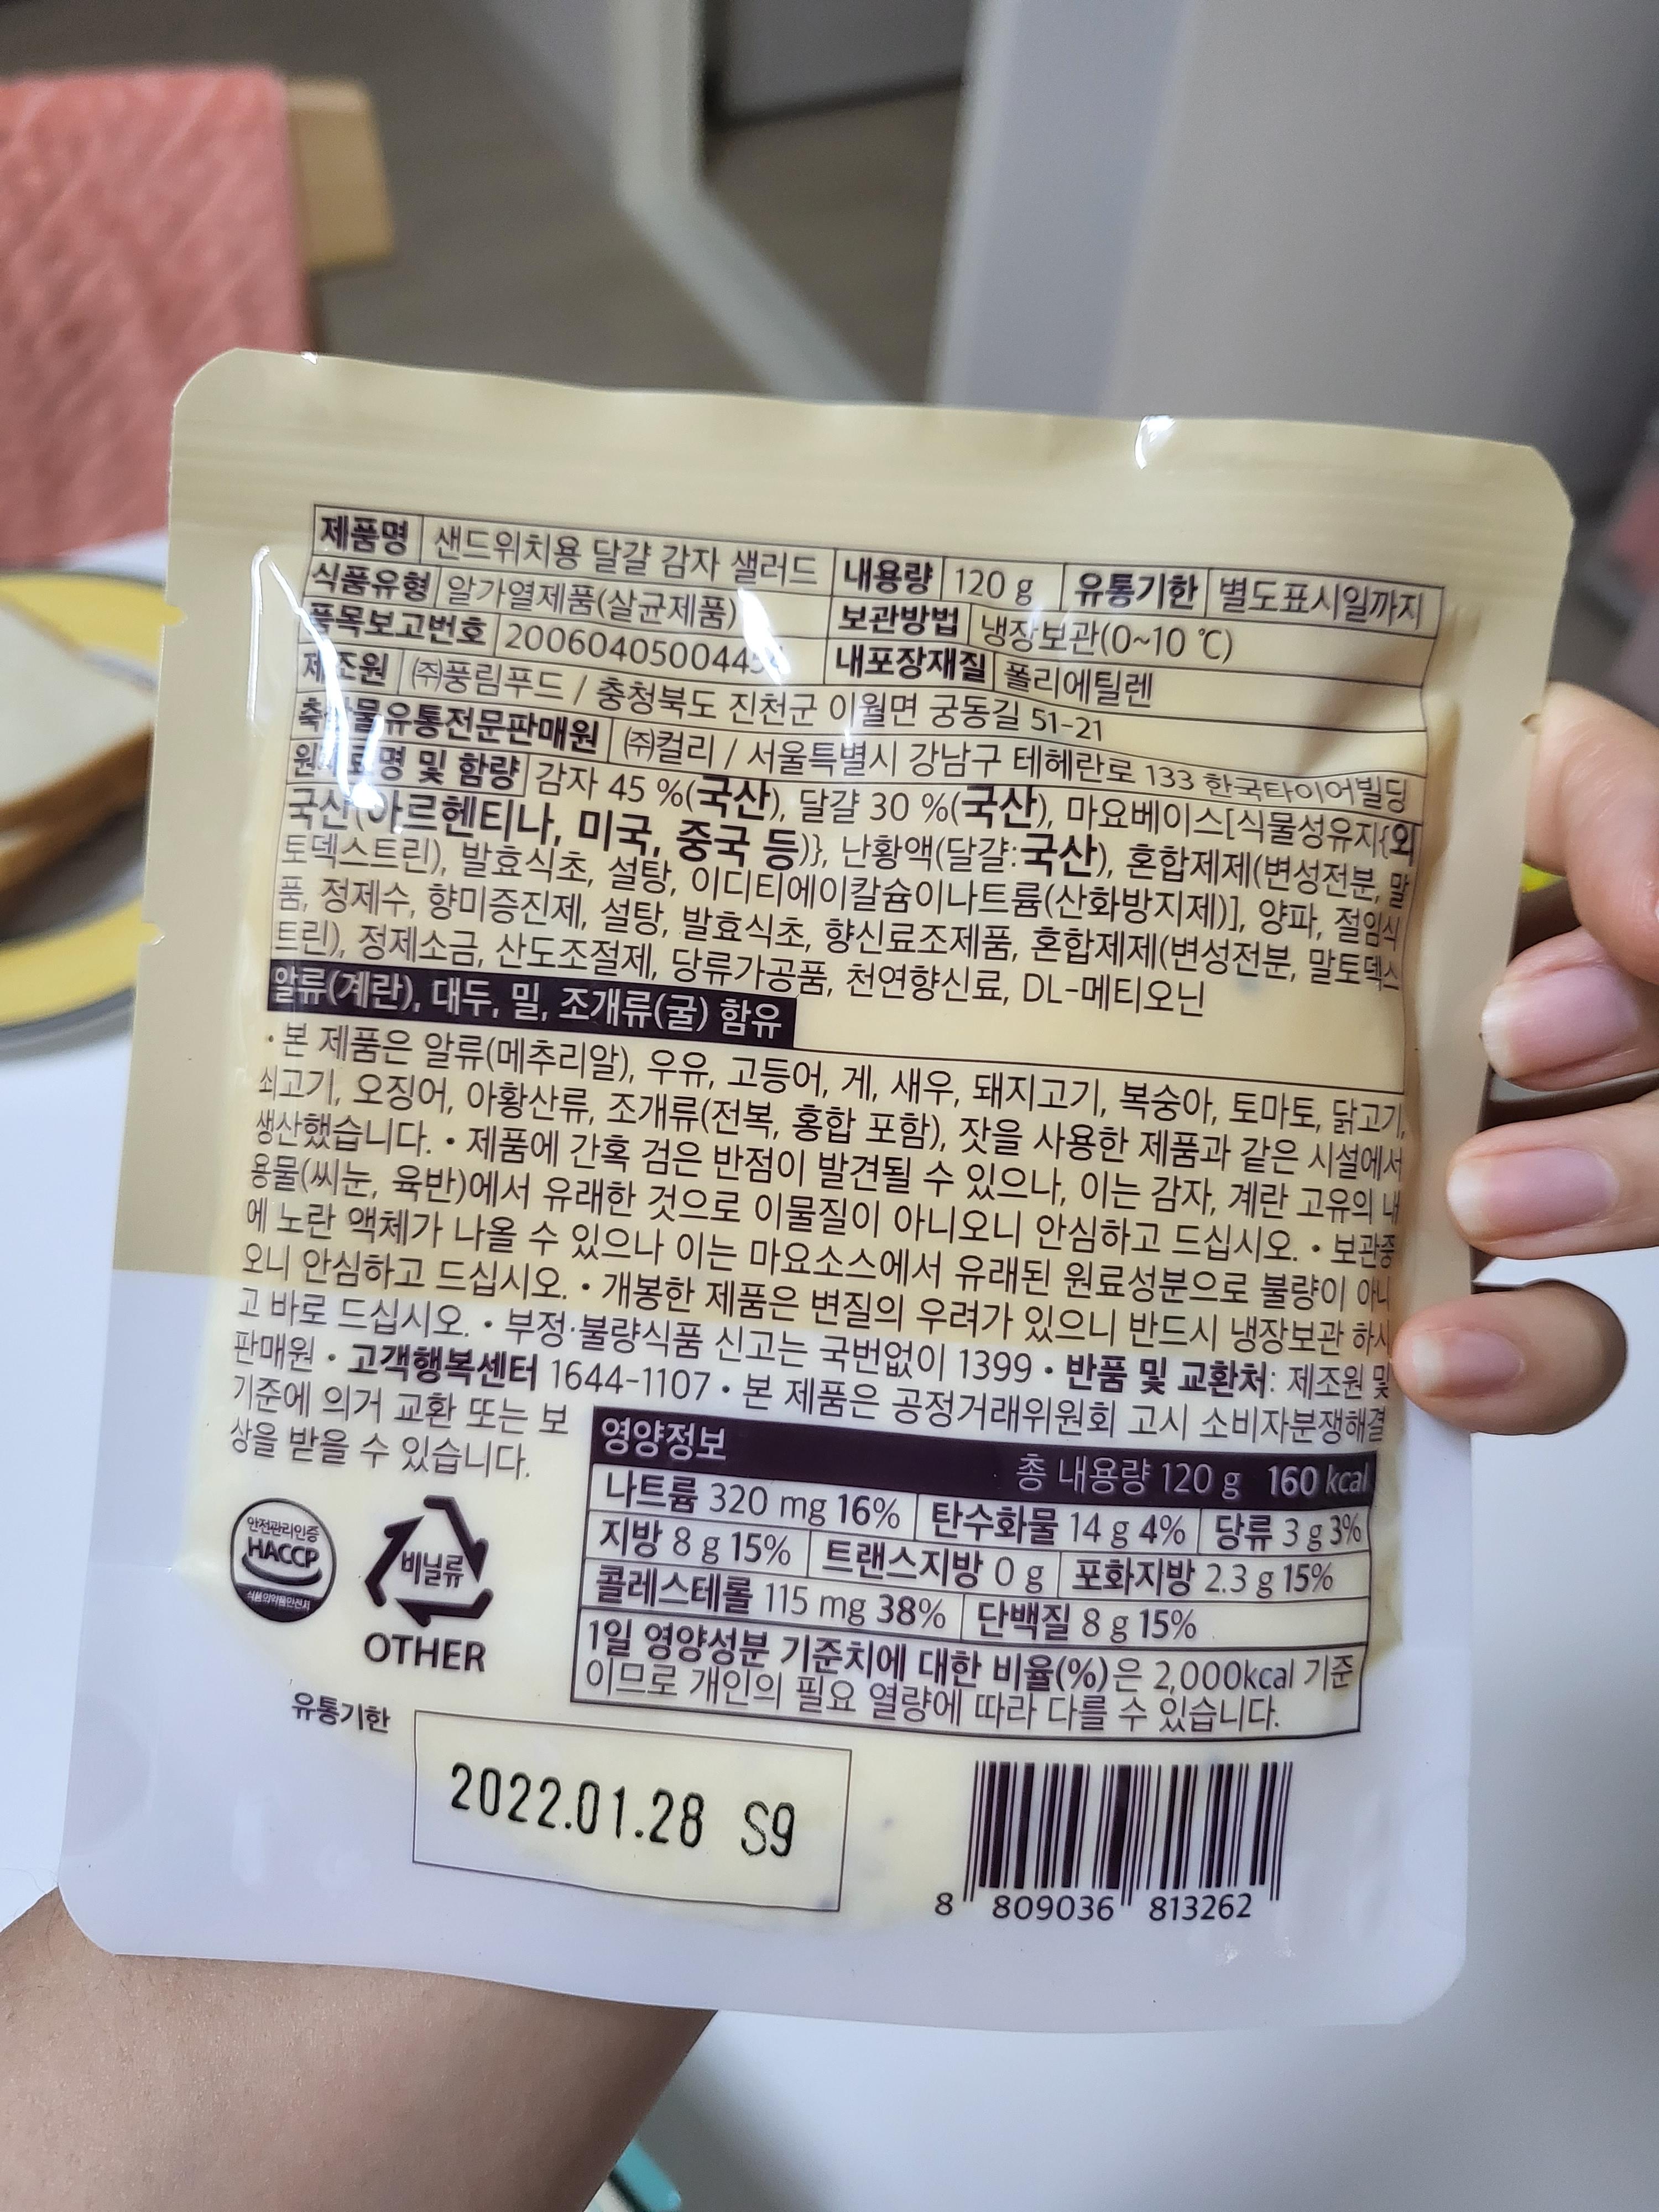 제품명 샌드위치용 달걀 감자 샐러드 내용량 120 g 유통기한 별도표시일까지
식품유형 알가열제품(살균제품) 보관방법 냉장보관(0~10 ℃)
품목보고번호 내포장재질 폴리에틸렌
제조원 ㈜풍림푸드 / 충청북도 진천군 이월면 궁동길 51-21
축산물유통전문판매원 ㈜컬리 / 서울특별시 강남구 테헤란로 133 한국타이어빌딩
원재료명 및 함량 감자 45 %(국산), 달걀 30 %(국산), 마요베이스[식물성유지{외
국산(아르헨티나, 미국, 중국 등)}, 난황액(달걀:국산), 혼합제제(변성전분, 말
토덱스트린), 발효식초, 설탕, 이디티에이칼슘이나트륨(산화방지제)], 양파, 절임식
품, 정제수, 향미증진제, 설탕, 발효식초, 향신료조제품, 혼합제제(변성전분, 말토덱스
트린), 정제소금, 산도조절제, 당류가공품, 천연향신료, DL-메티오닌
알류(계란), 대두, 밀, 조개류(굴) 함유
• 본 제품은 알류(메추리알), 우유, 고등어, 게, 새우, 돼지고기, 복숭아, 토마토, 닭고기,
쇠고기, 오징어, 아황산류, 조개류(전복, 홍합 포함), 잣을 사용한 제품과 같은 시설에서
생산했습니다. • 제품에 간혹 검은 반점이 발견될 수 있으나, 이는 감자, 계란 고유의 내
용물(씨눈, 육반)에서 유래한 것으로 이물질이 아니오니 안심하고 드십시오. • 보관중
에 노란 액체가 나올 수 있으나 이는 마요소스에서 유래된 원료성분으로 불량이 아니
오니 안심하고 드십시오. • 개봉한 제품은 변질의 우려가 있으니 반드시 냉장보관 하시
고 바로 드십시오. • 부정·불량식품 신고는 국번없이 1399 • 반품 및 교환처: 제조원 및
판매원 • 고객행복센터 1644-1107 • 본 제품은 공정거래위원회 고시 소비자분쟁해결
기준에 의거 교환 또는 보
상을 받을 수 있습니다.
영양정보 총 내용량 120 g 160 kcal
나트륨 320 mg 16% 탄수화물 14 g 4% 당류 3 g 3%
지방 8 g 15% 트랜스지방 0 g 포화지방 2.3 g 15%
콜레스테롤 115 mg 38% 단백질 8 g 15%
1일 영양성분 기준치에 대한 비율(%)은 2,000kcal 기준
이므로 개인의 필요 열량에 따라 다를 수 있습니다.
안전관리인증
HACCP
식품의약품안전처
비닐류
OTHER
유통기한
2022.01.28 S9
8 809036 813262